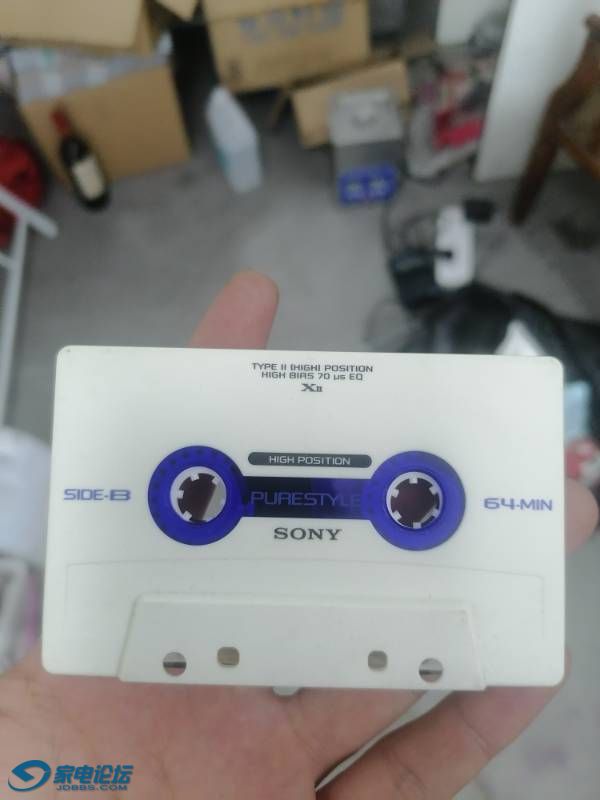 TYPE II (HIGH) POSITION
HIGH BIAS 70 µs EQ
XII
HIGH POSITION
SIDE-B
PURESTYLE
64-MIN
SONY
家电论坛
JDBBS.COM